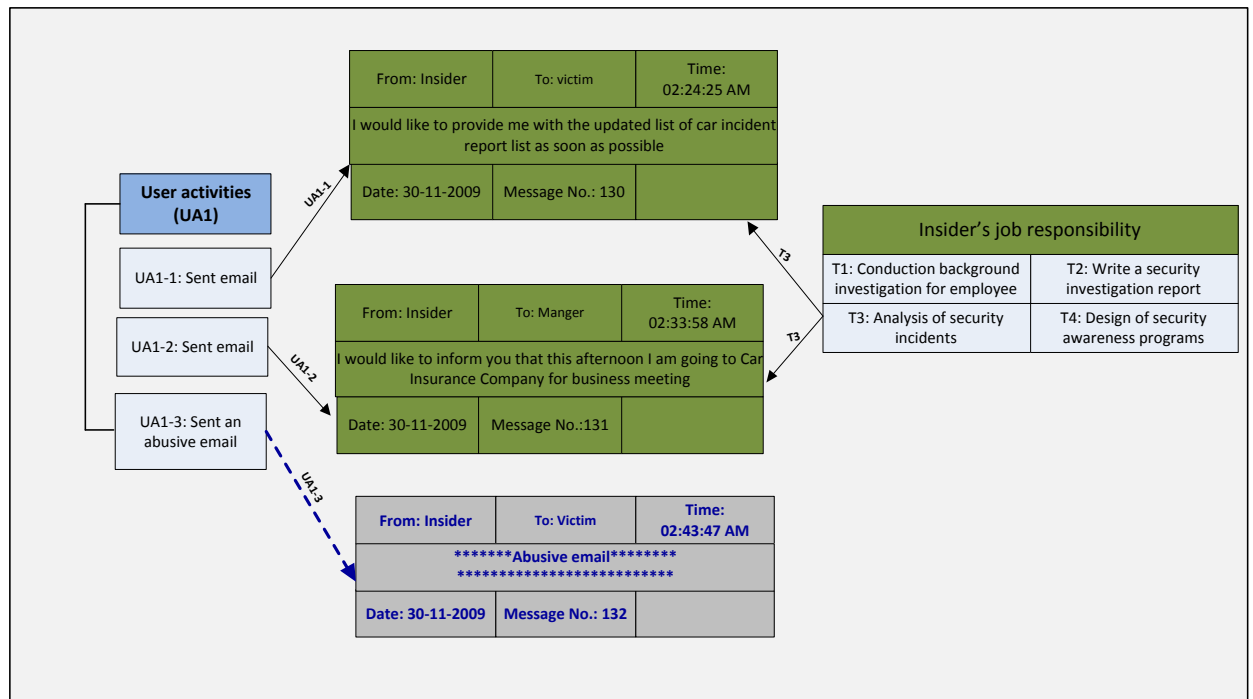 From: Insider
To: victim
Time:
02:24:25 AM
I would like to provide me with the updated list of car incident
report list as soon as possible
Date: 30-11-2009
Message No.: 130
User activities
(UA1)
UA1-1: Sent email
UA1-2: Sent email
UA1-3: Sent an
abusive email
UA1-1
UA1-2
UA1-3
From: Insider
To: Manger
Time:
02:33:58 AM
I would like to inform you that this afternoon I am going to Car
Insurance Company for business meeting
Date: 30-11-2009
Message No.:131
From: Insider
To: Victim
Time:
02:43:47 AM
*******Abusive email********
**************************
Date: 30-11-2009
Message No.: 132
T3
T3
Insider’s job responsibility
T1: Conduction background
investigation for employee
T2: Write a security
investigation report
T3: Analysis of security
incidents
T4: Design of security
awareness programs